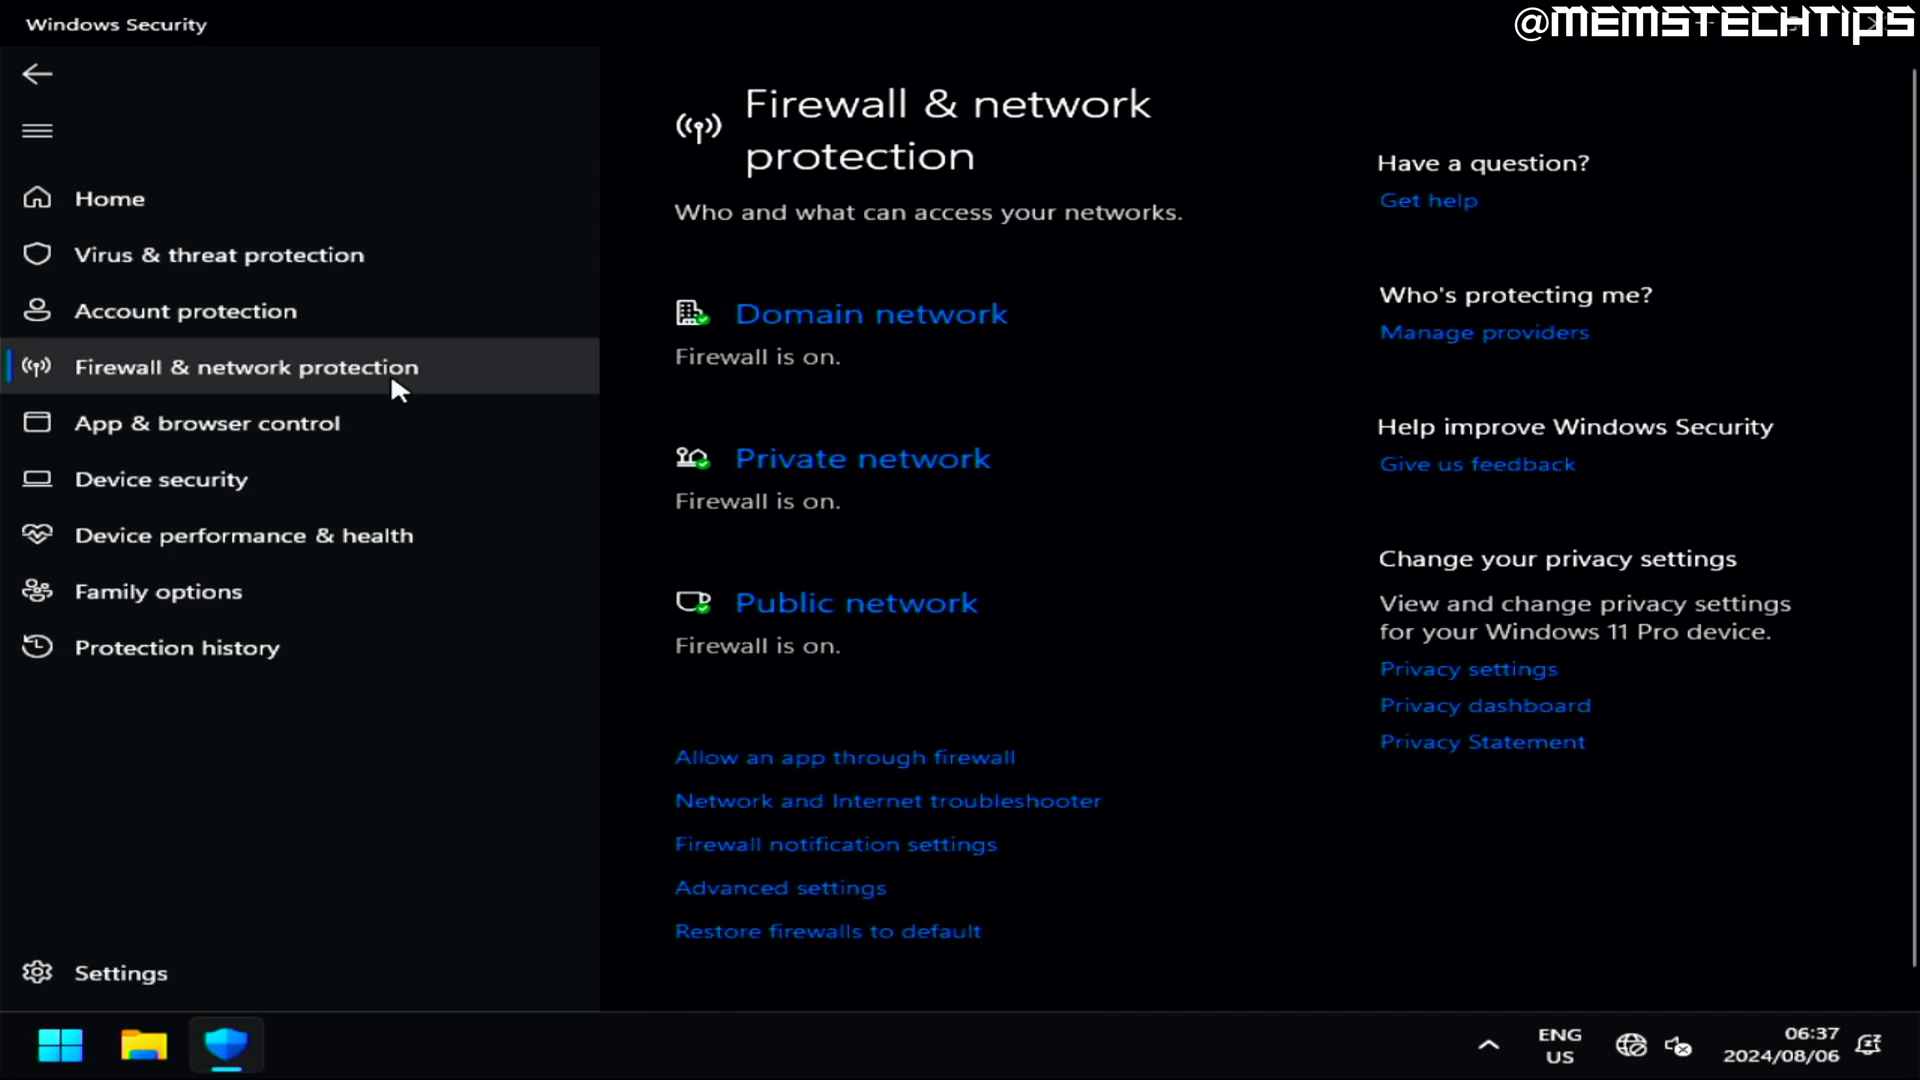 Windows Security
@MEMSTECHTIPS
Home
Virus & threat protection
Account protection
Firewall & network protection
App & browser control
Device security
Device performance & health
Family options
Protection history
Settings
Firewall & network
protection
Who and what can access your networks.
Domain network
Firewall is on.
Private network
Firewall is on.
Public network
Firewall is on.
Allow an app through firewall
Network and Internet troubleshooter
Firewall notification settings
Advanced settings
Restore firewalls to default
Have a question?
Get help
Who's protecting me?
Manage providers
Help improve Windows Security
Give us feedback
Change your privacy settings
View and change privacy settings
for your Windows 11 Pro device.
Privacy settings
Privacy dashboard
Privacy Statement
ENG
US
06:37
2024/08/06